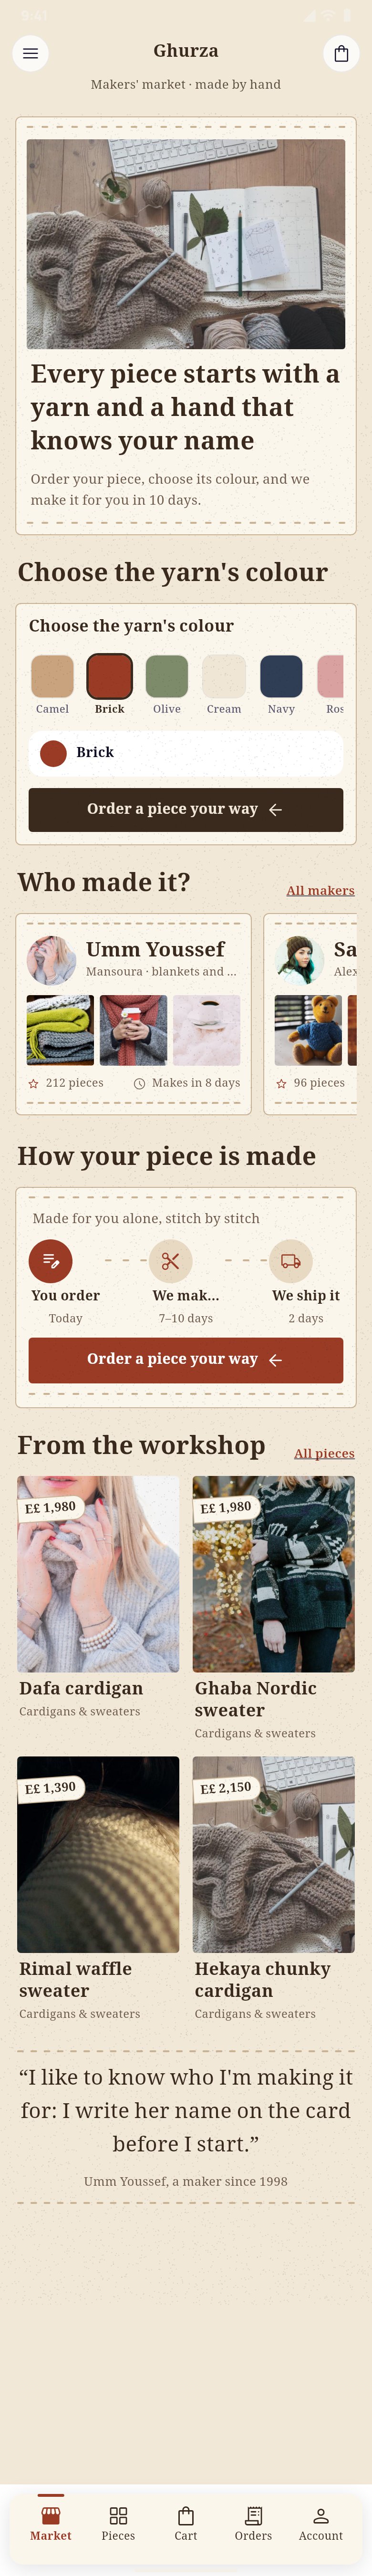 9:41
Ghurza
Makers' market · made by hand
Every piece starts with a
yarn and a hand that
knows your name
Order your piece, choose its colour, and we
make it for you in 10 days.
Choose the yarn's colour
Choose the yarn's colour
Camel
Brick
Olive
Cream
Navy
Ros
Brick
Order a piece your way
Who made it?
All makers
Umm Youssef
Mansoura · blankets and ...
212 pieces
Makes in 8 days
Sa
Alex
96 pieces
How your piece is made
Made for you alone, stitch by stitch
You order
We mak...
We ship it
Today
7–10 days
2 days
Order a piece your way
From the workshop
All pieces
E£ 1,980
E£ 1,980
Dafa cardigan
Cardigans & sweaters
Ghaba Nordic
sweater
Cardigans & sweaters
E£ 1,390
E£ 2,150
Rimal waffle
sweater
Cardigans & sweaters
Hekaya chunky
cardigan
Cardigans & sweaters
“I like to know who I'm making it
for: I write her name on the card
before I start.”
Umm Youssef, a maker since 1998
Market
Pieces
Cart
Orders
Account